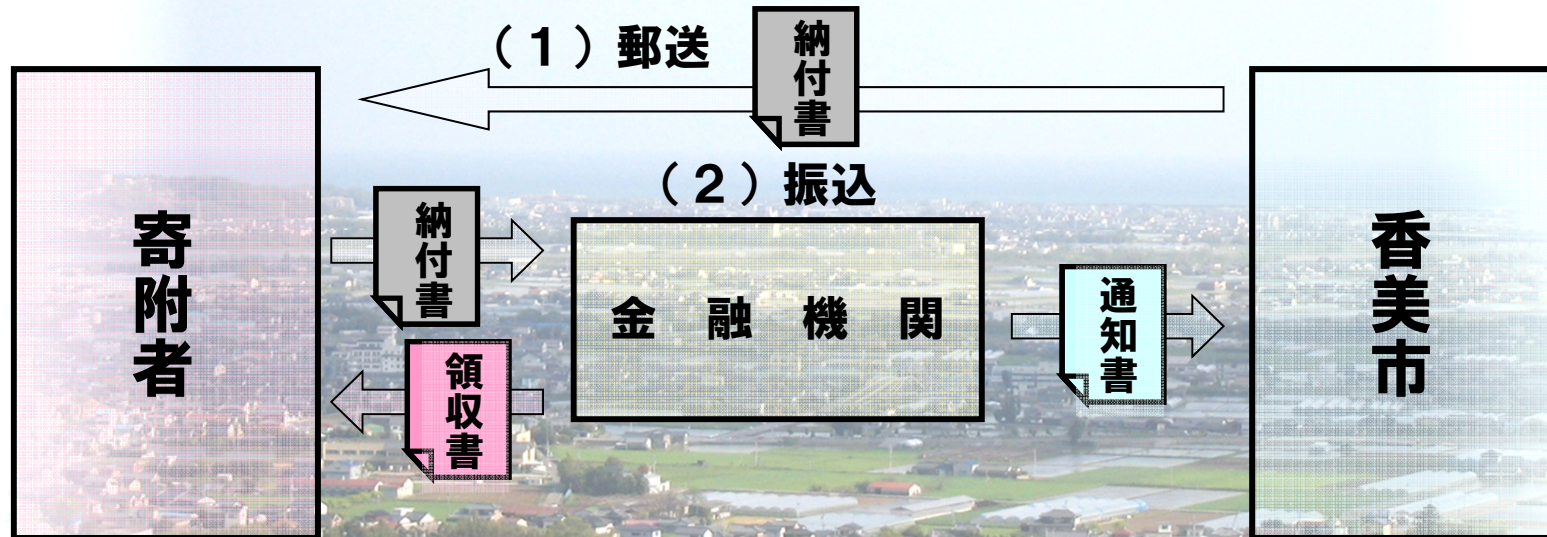 （１）郵送
納付書
（２）振込
寄附者
納付書
金融機関
通知書
香美市
領収書